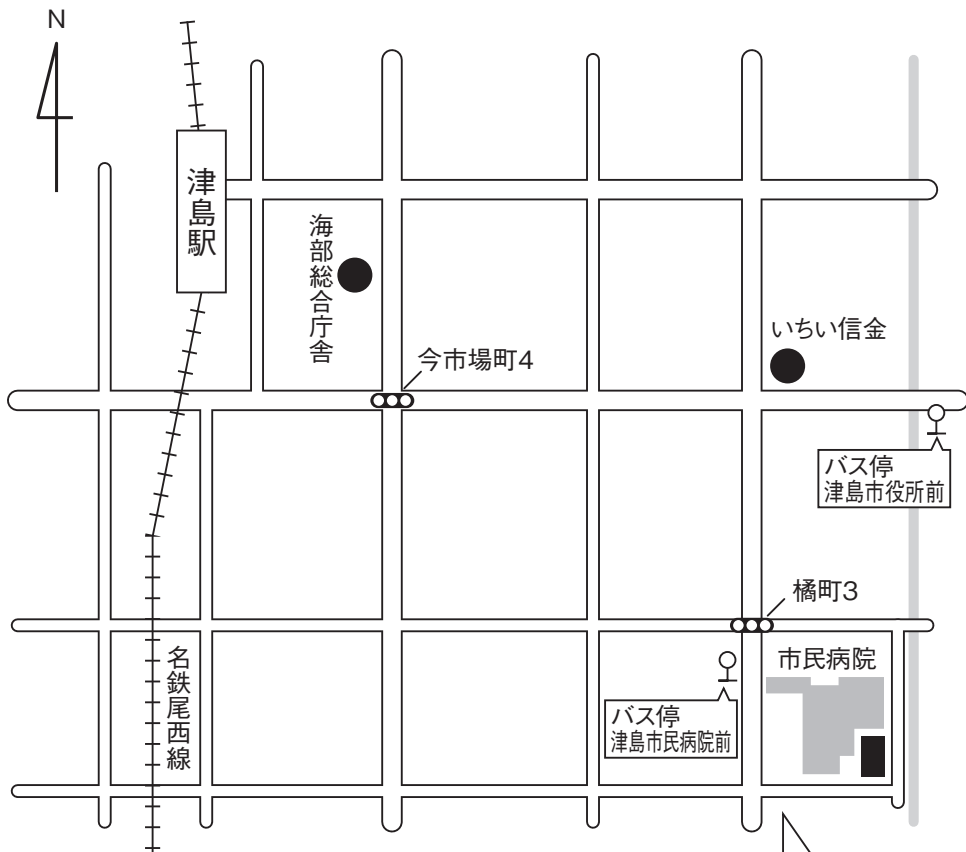 N
津島駅
海部総合庁舎
いちい信金
今市場町4
バス停
津島市役所前
橘町3
名鉄尾西線
市民病院
バス停
津島市民病院前